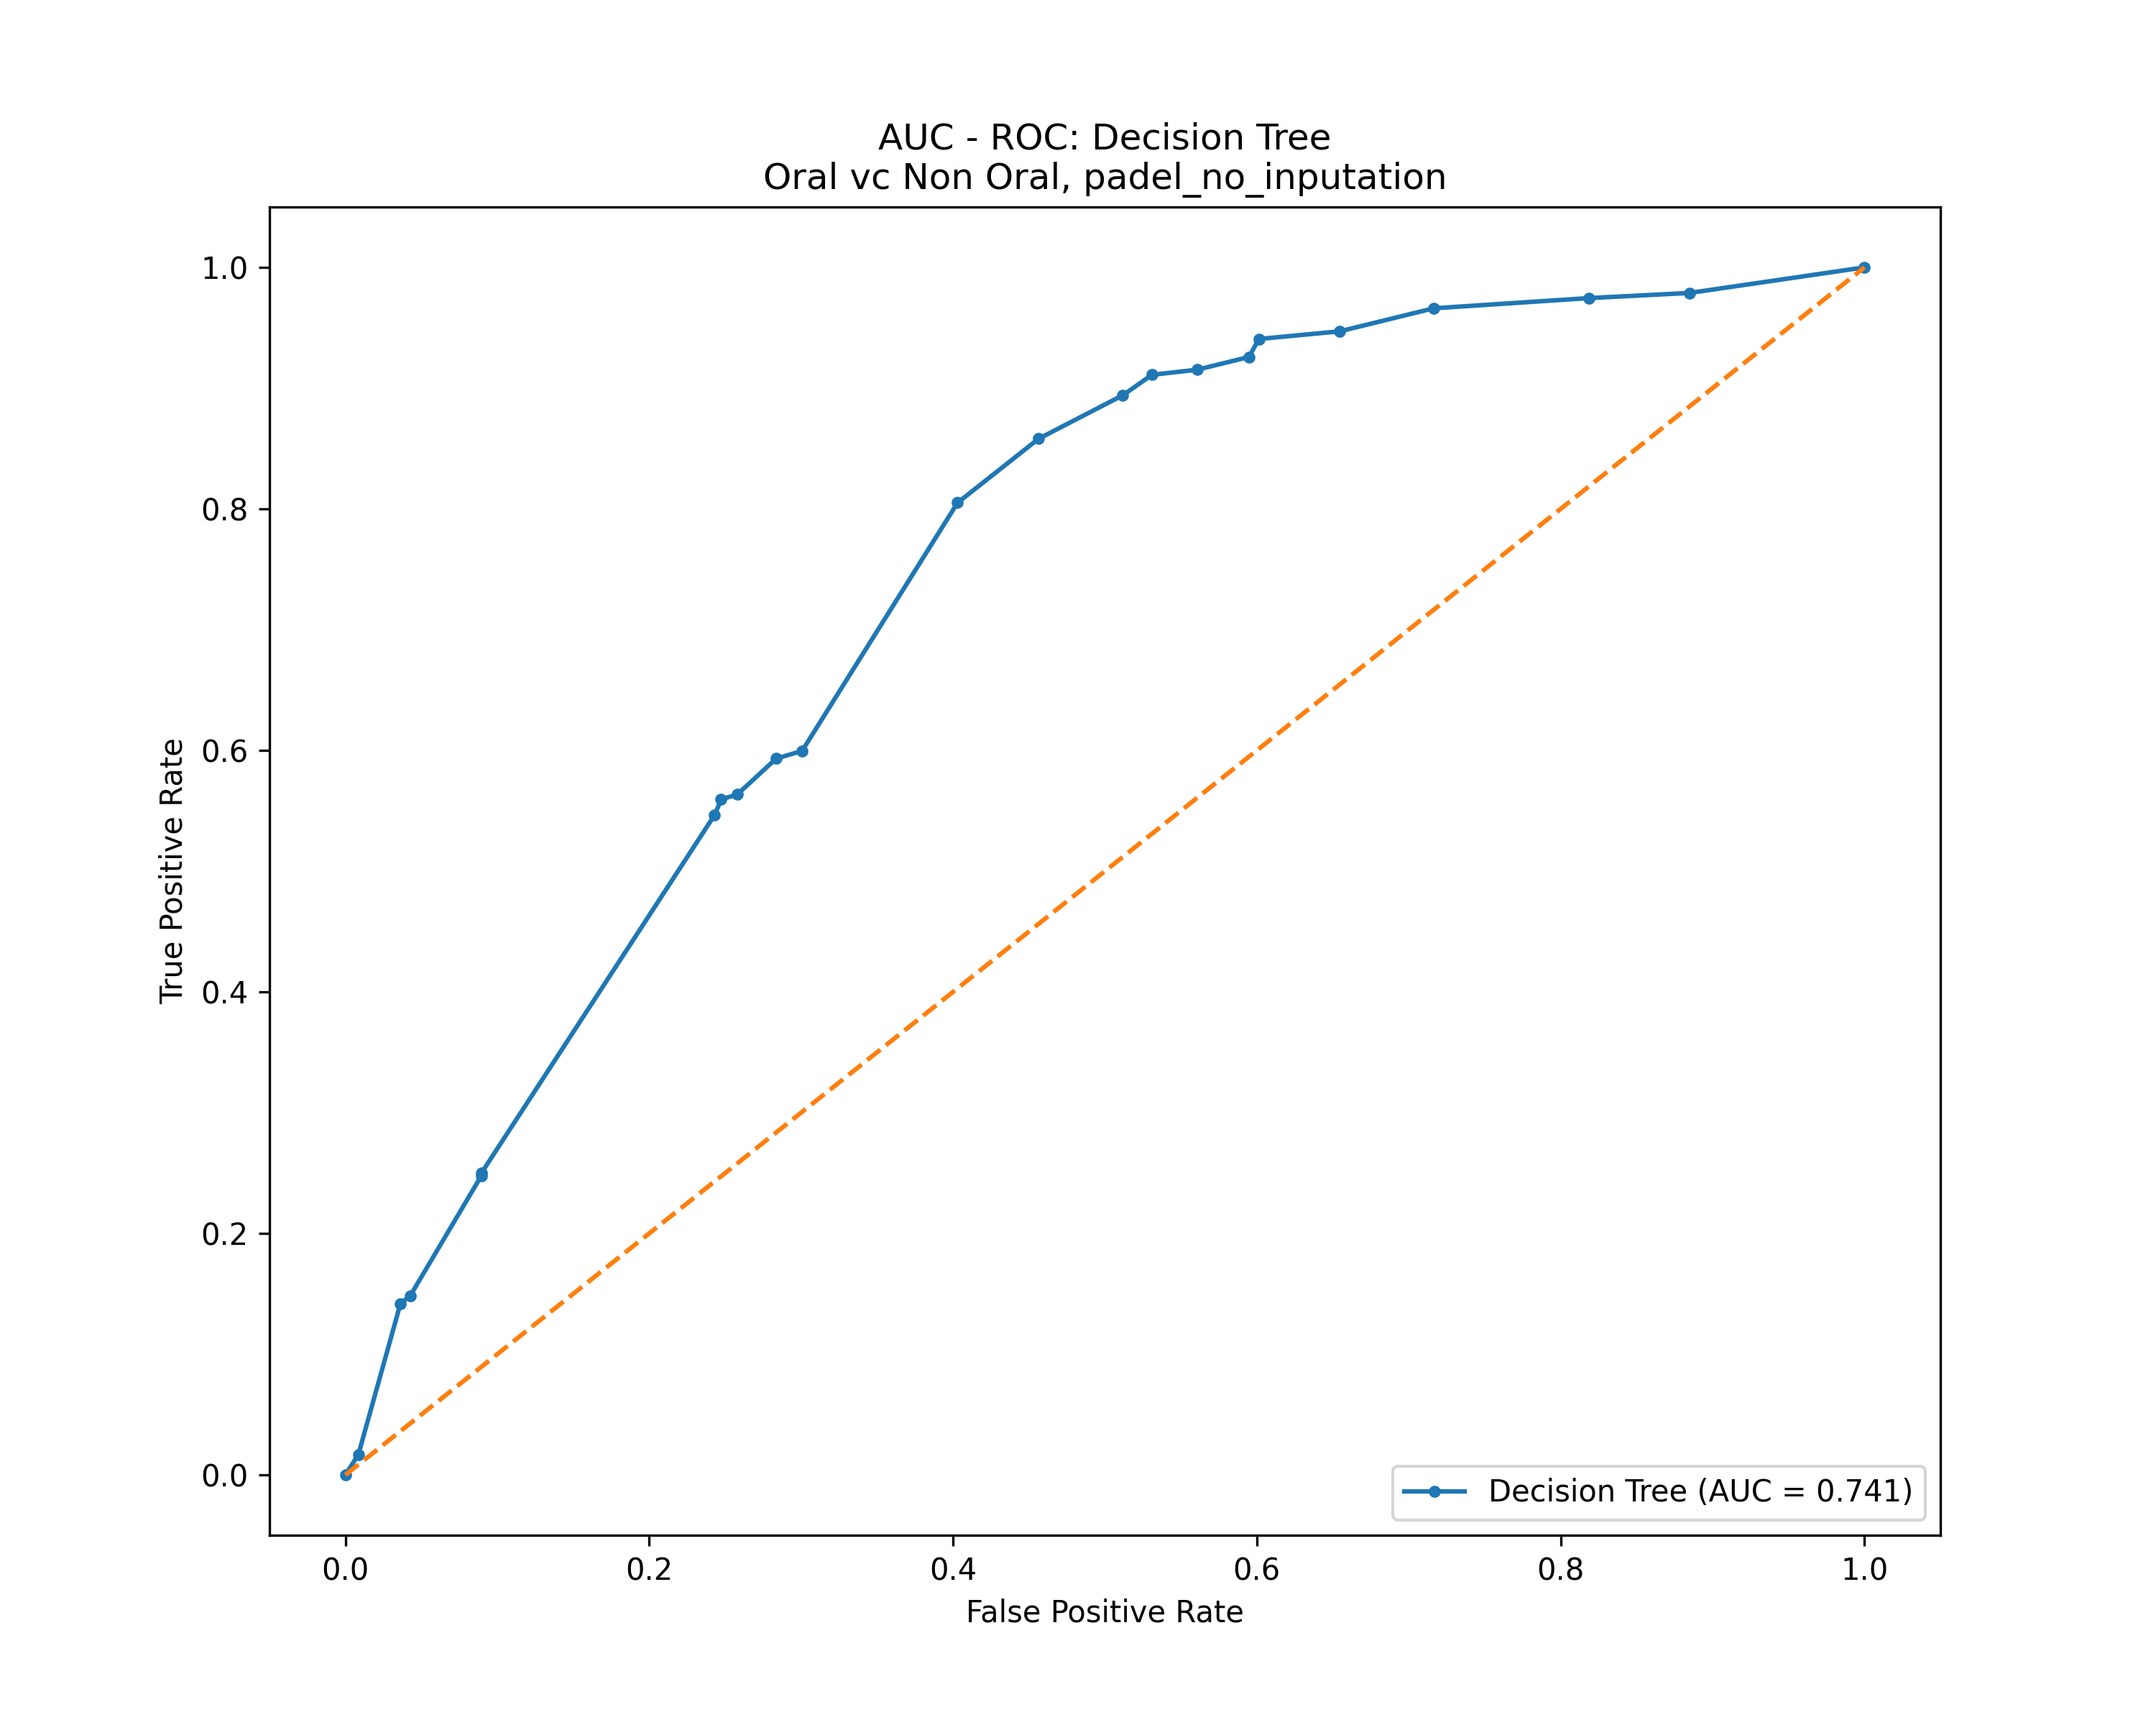 AUC - ROC: Decision Tree
Oral vc Non Oral, padel_no_inputation
True Positive Rate
1.0
0.8
0.6
0.4
0.2
0.0
0.0 0.2 0.4 0.6 0.8 1.0
False Positive Rate
Decision Tree (AUC = 0.741)